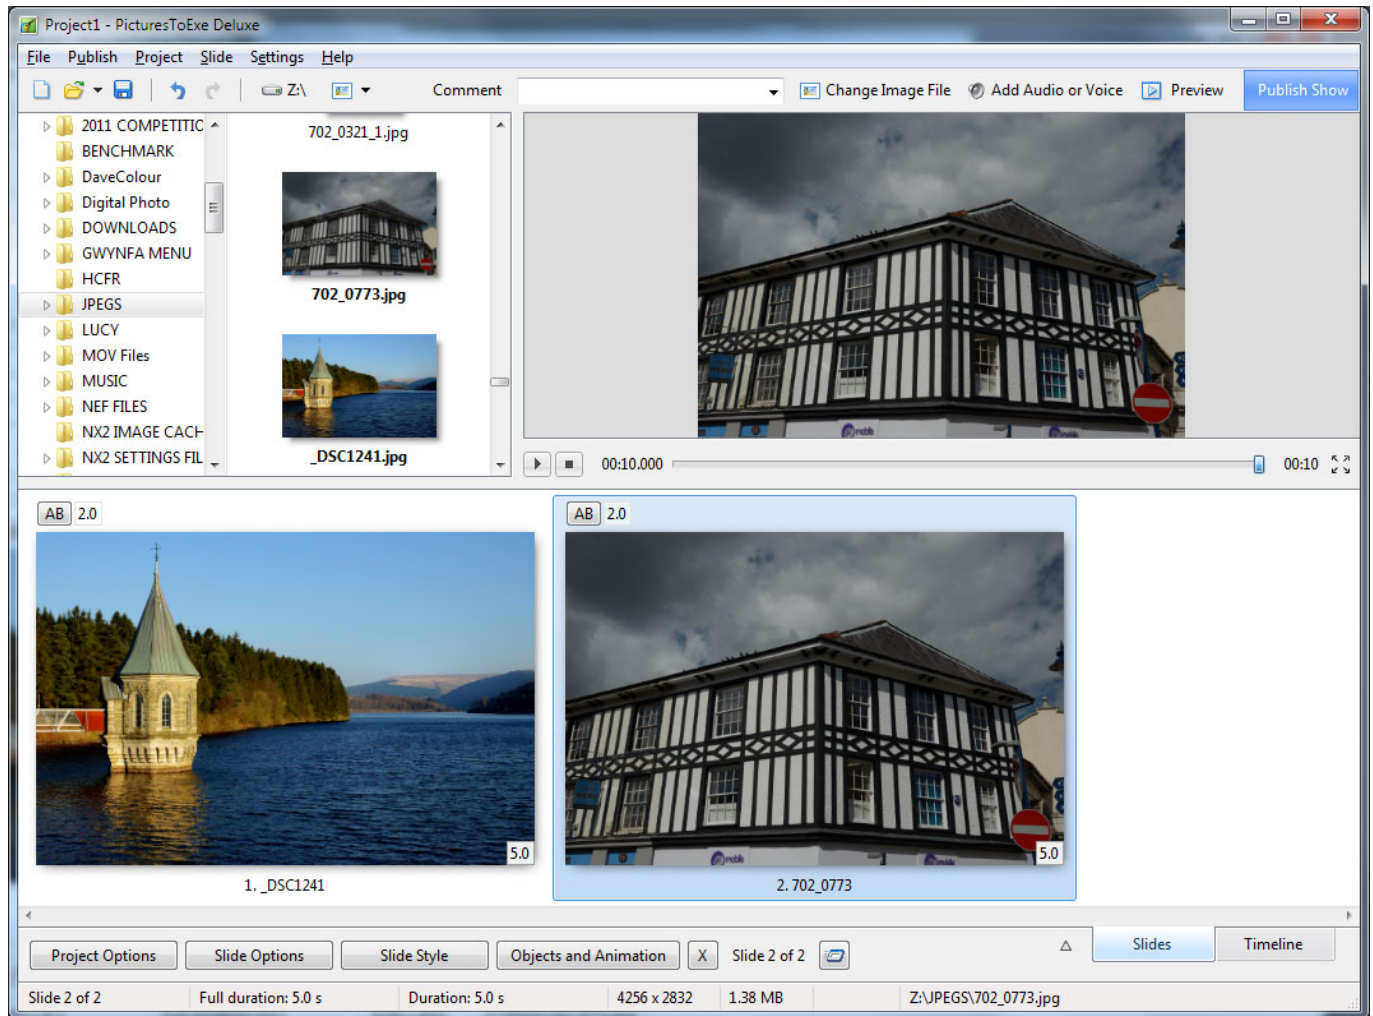 Project1 - PicturesToExe Deluxe
File Publish Project Slide Settings Help
Z:\ Comment Change Image File Add Audio or Voice Preview Publish Show
2011 COMPETITIC
BENCHMARK
DaveColour
Digital Photo
DOWNLOADS
GWYNFA MENU
HCFR
JPEGS
LUCY
MOV Files
MUSIC
NEF FILES
NX2 IMAGE CACH
NX2 SETTINGS FIL
702_0321_1.jpg
702_0773.jpg
_DSC1241.jpg
00:10.000 00:10
AB 2.0
5.0
1. _DSC1241
AB 2.0
5.0
2. 702_0773
Project Options Slide Options Slide Style Objects and Animation X Slide 2 of 2 Slides Timeline
Slide 2 of 2 Full duration: 5.0 s Duration: 5.0 s 4256 x 2832 1.38 MB Z:\JPEGS\702_0773.jpg